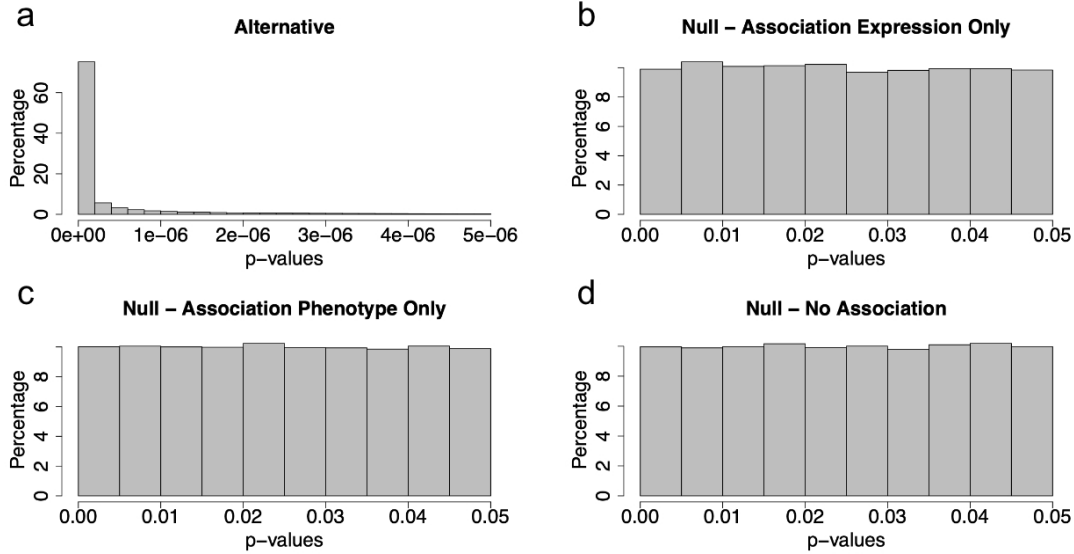 a
Alternative
Percentage
0 20 40 60
0e+00 1e-06 2e-06 3e-06 4e-06 5e-06
p-values
b
Null - Association Expression Only
Percentage
0 2 4 6 8
0.00 0.01 0.02 0.03 0.04 0.05
p-values
c
Null - Association Phenotype Only
Percentage
0 2 4 6 8
0.00 0.01 0.02 0.03 0.04 0.05
p-values
d
Null - No Association
Percentage
0 2 4 6 8
0.00 0.01 0.02 0.03 0.04 0.05
p-values